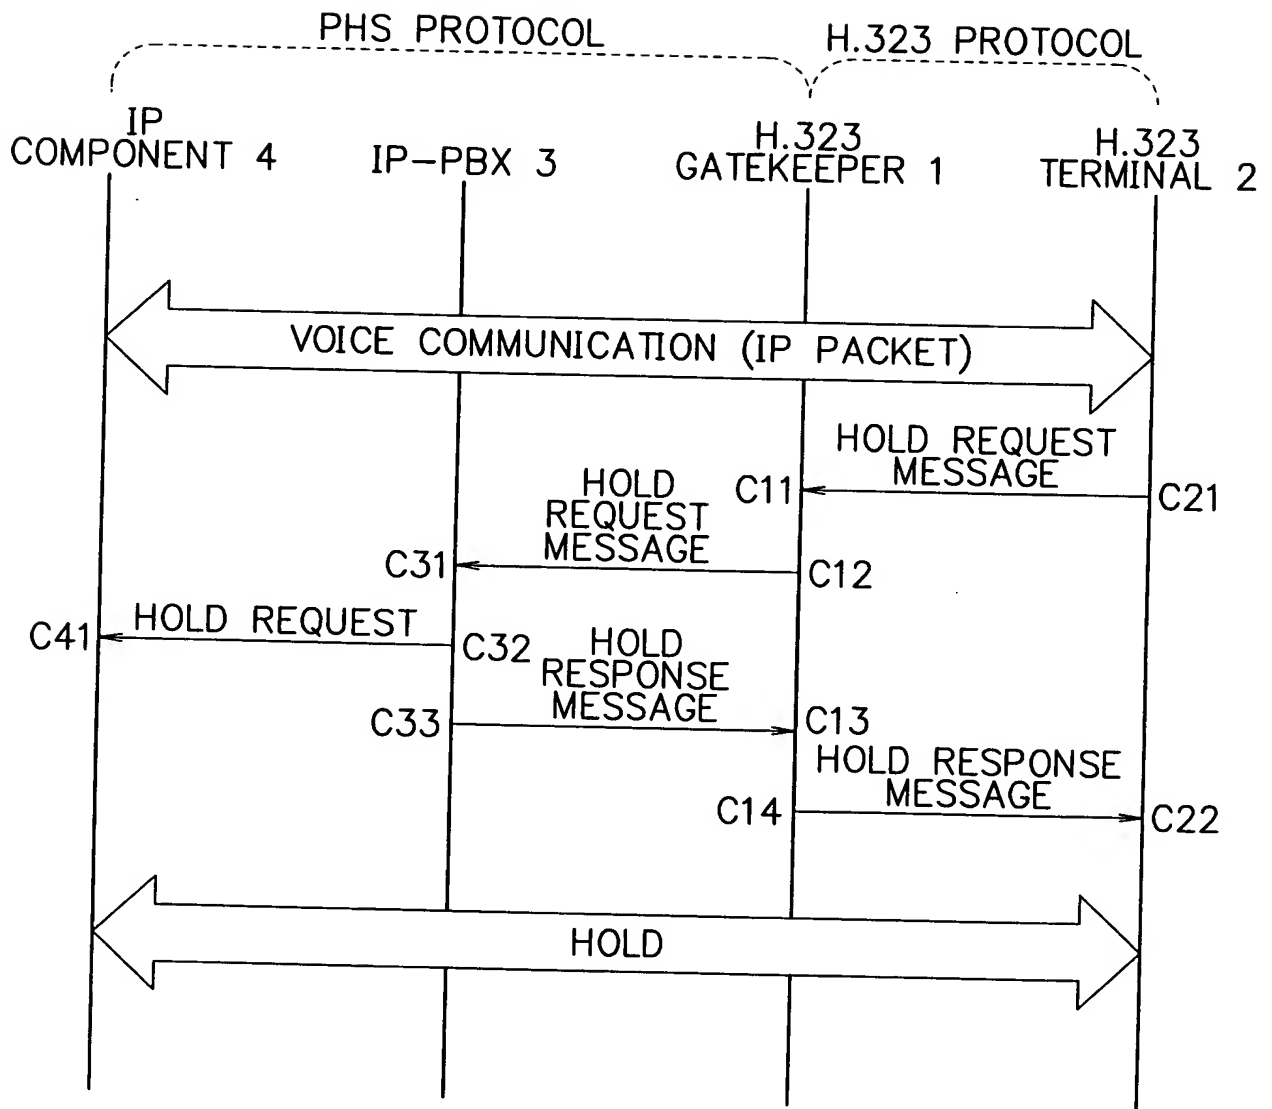 PHS PROTOCOL
H.323 PROTOCOL
IP
COMPONENT 4
IP-PBX 3
H.323
GATEKEEPER 1
H.323
TERMINAL 2
VOICE COMMUNICATION (IP PACKET)
HOLD REQUEST
MESSAGE
C11
C21
HOLD
REQUEST
MESSAGE
C31
C12
HOLD REQUEST
C41
C32
HOLD
RESPONSE
MESSAGE
C33
C13
HOLD RESPONSE
MESSAGE
C14
C22
HOLD